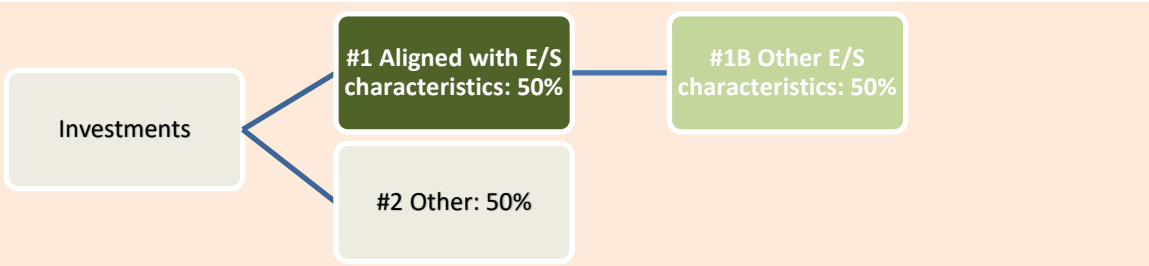 Investments
#1 Aligned with E/S
characteristics: 50%
#1B Other E/S
characteristics: 50%
#2 Other: 50%